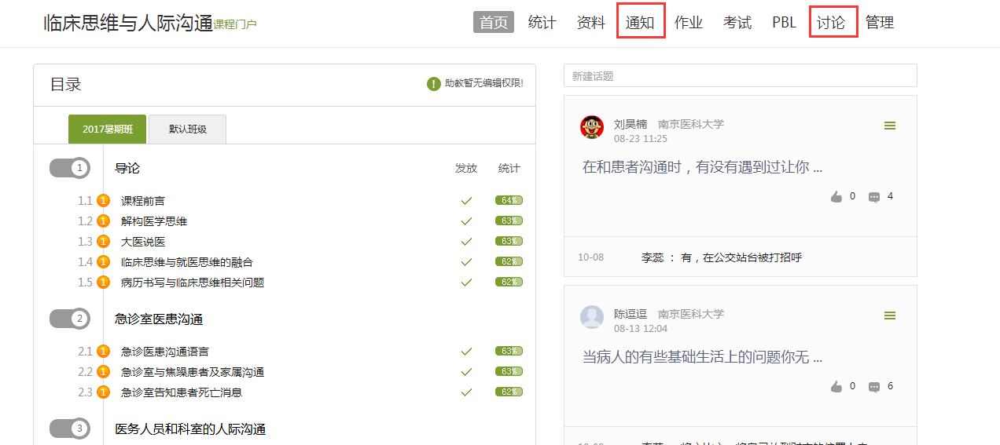 临床思维与人际沟通课程门户
首页 统计 资料 通知 作业 考试 PBL 讨论 管理
目录
! 助教暂无编辑权限!
2017暑期班 默认班级
1 导论 发放 统计
1.1 1 课程前言 64%
1.2 1 解构医学思维 63%
1.3 1 大医说医 63%
1.4 1 临床思维与就医思维的融合 62%
1.5 1 病历书写与临床思维相关问题 62%
2 急诊室医患沟通
2.1 1 急诊医患沟通语言 63%
2.2 1 急诊室与焦躁患者及家属沟通 63%
2.3 1 急诊室告知患者死亡消息 62%
3 医务人员和科室的人际沟通
新建话题
刘昊楠 南京医科大学
08-23 11:25
在和患者沟通时，有没有遇到过让你 ...
0 4
10-08 李蕊 ： 有，在公交站台被打招呼
陈逗逗 南京医科大学
08-13 12:04
当病人的有些基础生活上的问题你无 ...
0 6